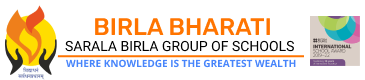 BIRLA BHARATI
SARALA BIRLA GROUP OF SCHOOLS
WHERE KNOWLEDGE IS THE GREATEST WEALTH
INTERNATIONAL
SCHOOL AWARD